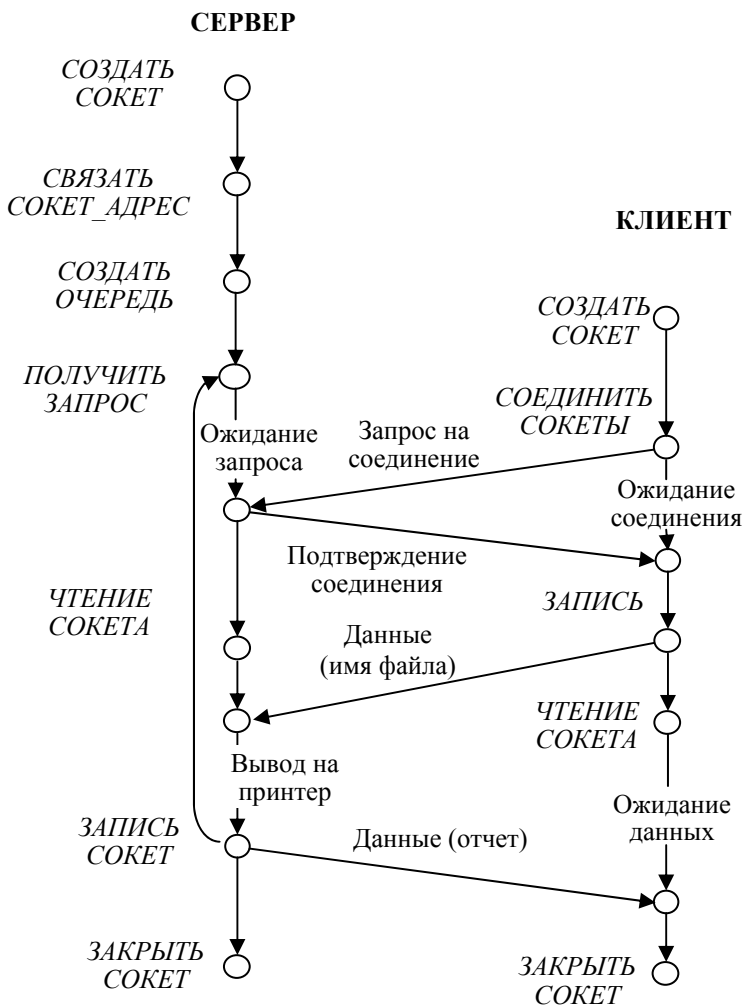 СЕРВЕР
СОЗДАТЬ
СОКЕТ
СВЯЗАТЬ
СОКЕТ_АДРЕС
КЛИЕНТ
СОЗДАТЬ
ОЧЕРЕДЬ
СОЗДАТЬ
СОКЕТ
ПОЛУЧИТЬ
ЗАПРОС
СОЕДИНИТЬ
СОКЕТЫ
Ожидание
запроса
Запрос на
соединение
Ожидание
соединения
Подтверждение
соединения
ЧТЕНИЕ
СОКЕТА
ЗАПИСЬ
Данные
(имя файла)
ЧТЕНИЕ
СОКЕТА
Вывод на
принтер
Ожидание
данных
ЗАПИСЬ
СОКЕТ
Данные (отчет)
ЗАКРЫТЬ
СОКЕТ
ЗАКРЫТЬ
СОКЕТ